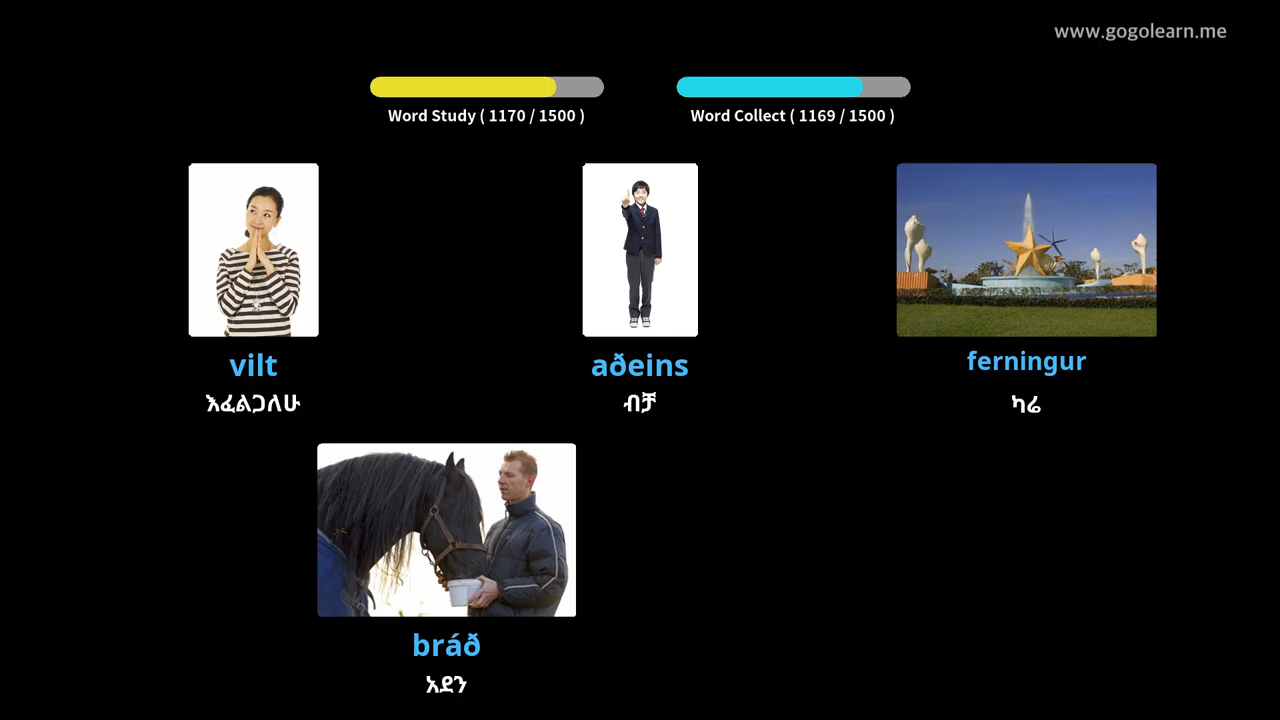 www.gogolearn.me
Word Study ( 1170 / 1500 )
Word Collect ( 1169 / 1500 )
vilt
እፈልጋለሁ
aðeins
ብቻ
ferningur
ካሬ
bráð
አደን